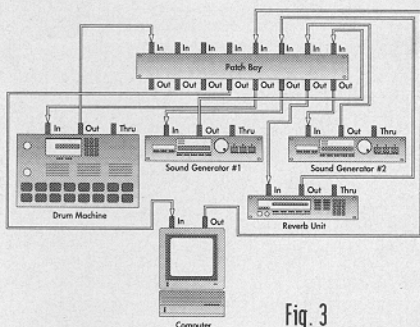 In In In In In In In In
Patch Bay
Out Out Out Out Out Out Out Out
In Out Thru
In Out Thru
In Out Thru
Sound Generator #1
Sound Generator #2
In Out Thru
Drum Machine
Reverb Unit
In Out
Computer
Fig. 3